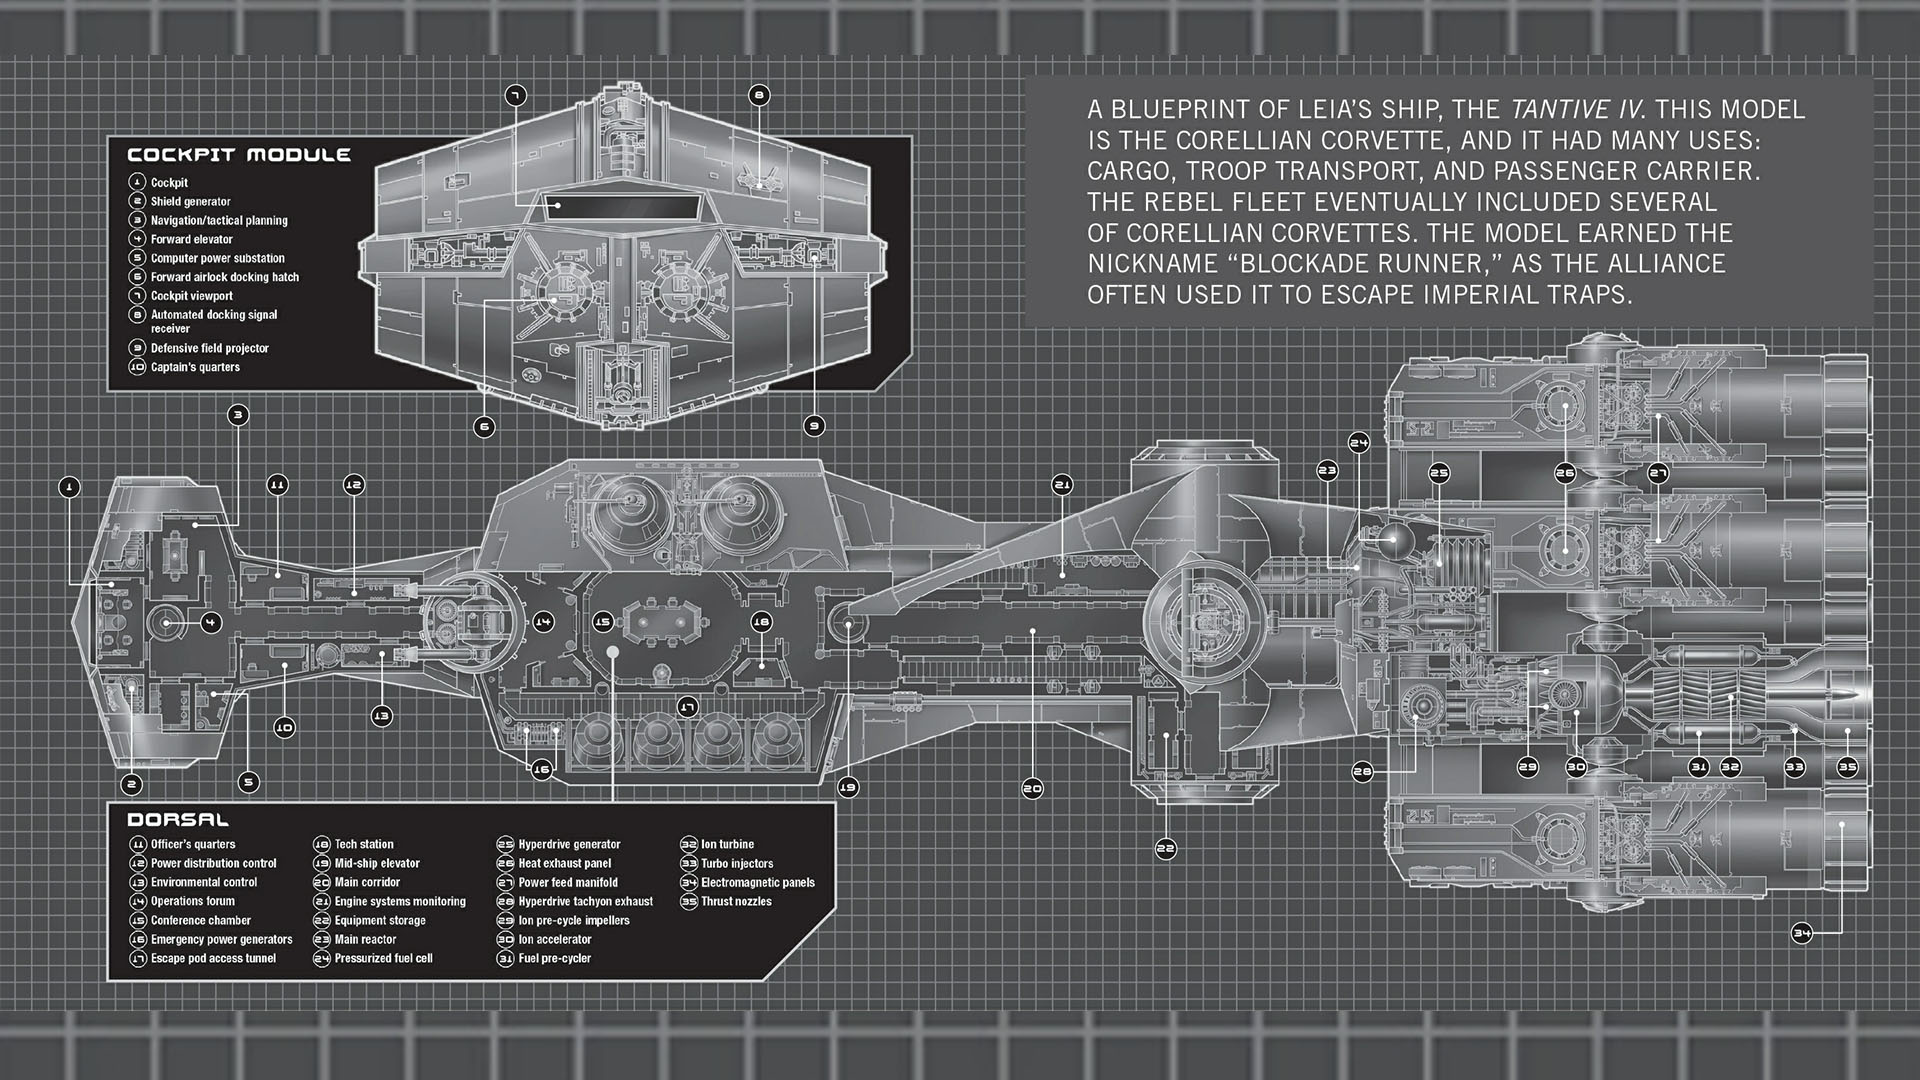 A BLUEPRINT OF LEIA'S SHIP, THE TANTIVE IV. THIS MODEL
IS THE CORELLIAN CORVETTE, AND IT HAD MANY USES:
CARGO, TROOP TRANSPORT, AND PASSENGER CARRIER.
THE REBEL FLEET EVENTUALLY INCLUDED SEVERAL
OF CORELLIAN CORVETTES. THE MODEL EARNED THE
NICKNAME “BLOCKADE RUNNER,” AS THE ALLIANCE
OFTEN USED IT TO ESCAPE IMPERIAL TRAPS.
COCKPIT MODULE
1 Cockpit
2 Shield generator
3 Navigation/tactical planning
4 Forward elevator
5 Computer power substation
6 Forward airlock docking hatch
7 Cockpit viewport
8 Automated docking signal
receiver
9 Defensive field projector
10 Captain's quarters
7
8
6
9
3
1
11
12
4
2
5
10
13
14
15
18
17
16
19
21
20
22
23
24
25
26
27
28
29
30
31
32
33
35
34
DORSAL
11 Officer's quarters
12 Power distribution control
13 Environmental control
14 Operations forum
15 Conference chamber
16 Emergency power generators
17 Escape pod access tunnel
18 Tech station
19 Mid-ship elevator
20 Main corridor
21 Engine systems monitoring
22 Equipment storage
23 Main reactor
24 Pressurized fuel cell
25 Hyperdrive generator
26 Heat exhaust panel
27 Power feed manifold
28 Hyperdrive tachyon exhaust
29 Ion pre-cycle impellers
30 Ion accelerator
31 Fuel pre-cycler
32 Ion turbine
33 Turbo injectors
34 Electromagnetic panels
35 Thrust nozzles